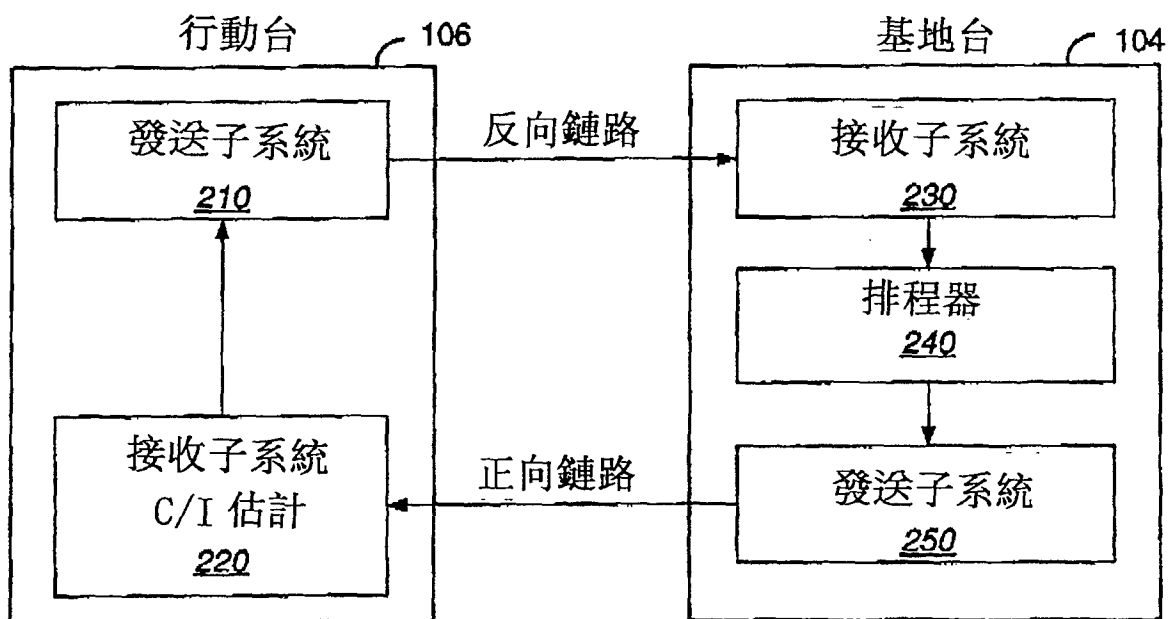 行動台
106
發送子系統
210
接收子系統
C/I 估計
220
反向鏈路
正向鏈路
基地台
104
接收子系統
230
排程器
240
發送子系統
250